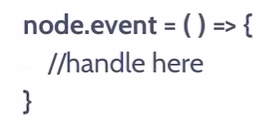 node.event = ( ) => {
//handle here
}